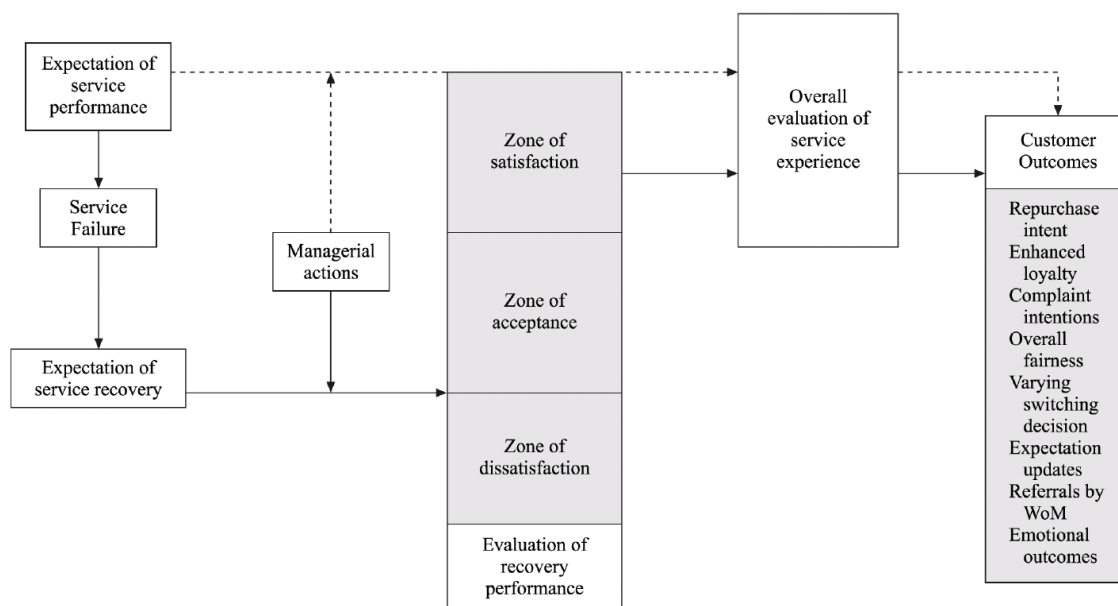 Expectation of
service
performance
Service
Failure
Expectation of
service recovery
Managerial
actions
Zone of
satisfaction
Zone of
acceptance
Zone of
dissatisfaction
Evaluation of
recovery
performance
Overall
evaluation of
service
experience
Customer
Outcomes
Repurchase
intent
Enhanced
loyalty
Complaint
intentions
Overall
fairness
Varying
switching
decision
Expectation
updates
Referrals by
WoM
Emotional
outcomes